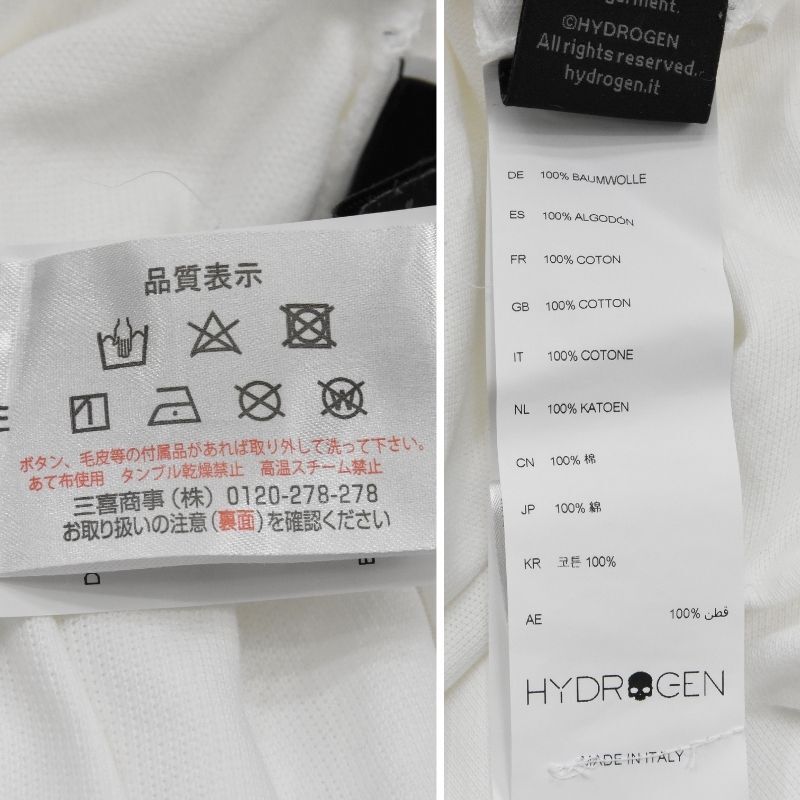 品質表示
ボタン、毛皮等の付属品があれば取り外して洗って下さい。
あて布使用 タンブル乾燥禁止 高温スチーム禁止
三喜商事（株）0120-278-278
お取り扱いの注意（裏面）を確認ください
garment.
©HYDROGEN
All rights reserved.
hydrogen.it
DE 100% BAUMWOLLE
ES 100% ALGODÓN
FR 100% COTON
GB 100% COTTON
IT 100% COTONE
NL 100% KATOEN
CN 100% 棉
JP 100% 綿
KR 코튼 100%
AE 100% قطن
HYDROGEN
MADE IN ITALY